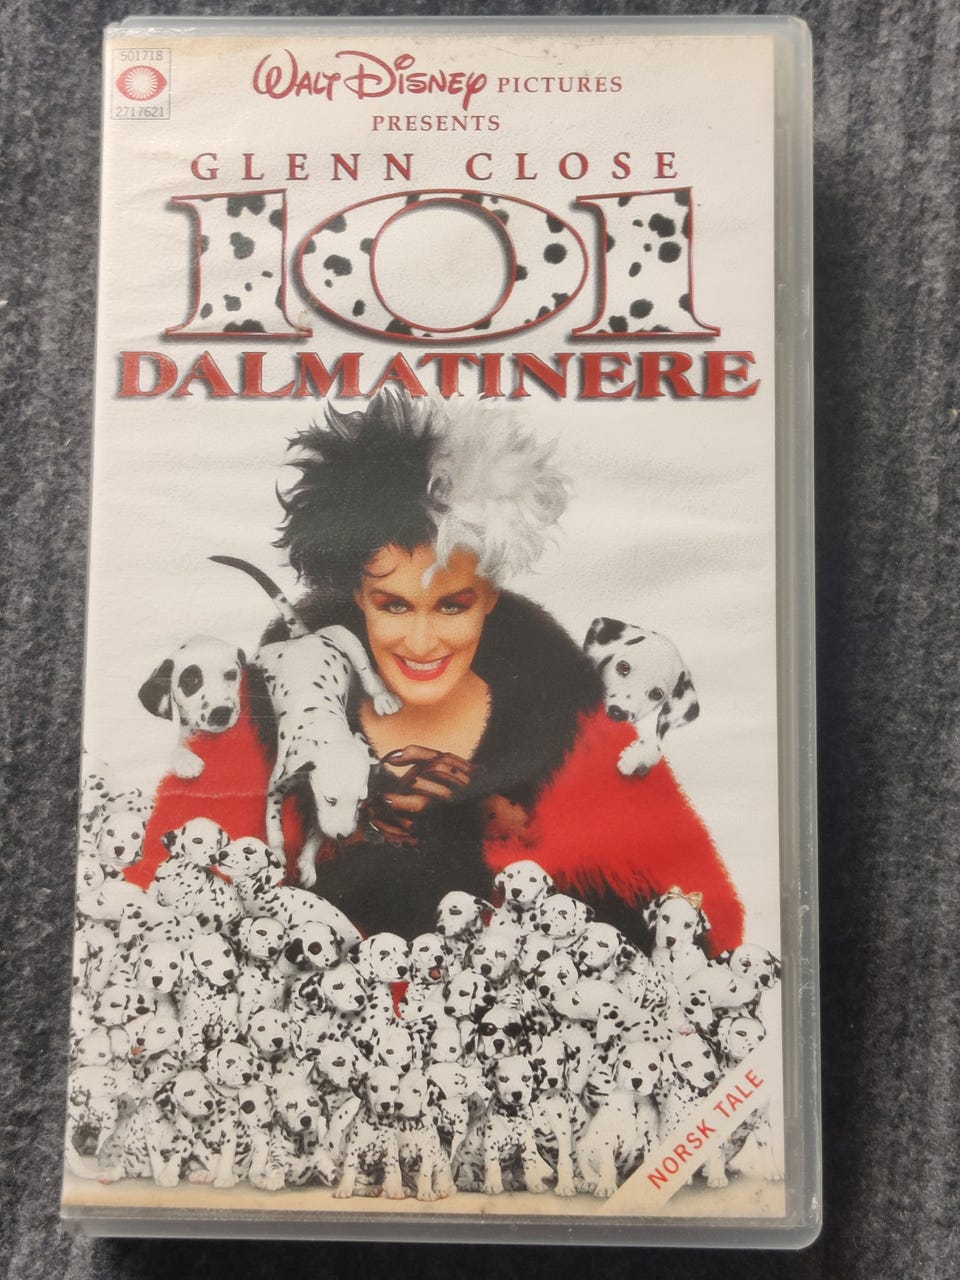 501718
2717621
WALT DISNEY PICTURES
PRESENTS
GLENN CLOSE
101
DALMATINERE
NORSK TALE